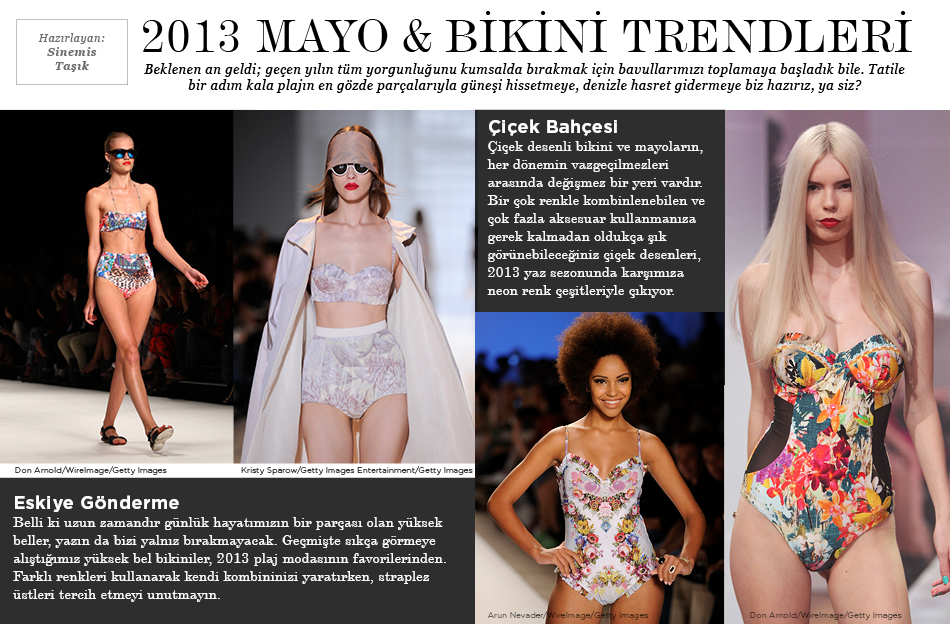 Hazırlayan:
Sinemis
Taşık
2013 MAYO & BİKİNİ TRENDLERİ
Beklenen an geldi; geçen yılın tüm yorgunluğunu kumsalda bırakmak için bavullarımızı toplamaya başladık bile. Tatile
bir adım kala plajın en gözde parçalarıyla güneşi hissetmeye, denizle hasret gidermeye biz hazırız, ya siz?
Çiçek Bahçesi
Çiçek desenli bikini ve mayoların,
her dönemin vazgeçilmezleri
arasında değişmez bir yeri vardır.
Bir çok renkle kombinlenebilen ve
çok fazla aksesuar kullanmanıza
gerek kalmadan oldukça şık
görünebileceğiniz çiçek desenleri,
2013 yaz sezonunda karşımıza
neon renk çeşitleriyle çıkıyor.
Don Arnold/WireImage/Getty Images
Kristy Sparow/Getty Images Entertainment/Getty Images
Eskiye Gönderme
Belli ki uzun zamandır günlük hayatımızın bir parçası olan yüksek
beller, yazın da bizi yalnız bırakmayacak. Geçmişte sıkça görmeye
alıştığımız yüksek bel bikiniler, 2013 plaj modasının favorilerinden.
Farklı renkleri kullanarak kendi kombininizi yaratırken, straplez
üstleri tercih etmeyi unutmayın.
Arun Nevader/WireImage/Getty Images
Don Arnold/WireImage/Getty Images